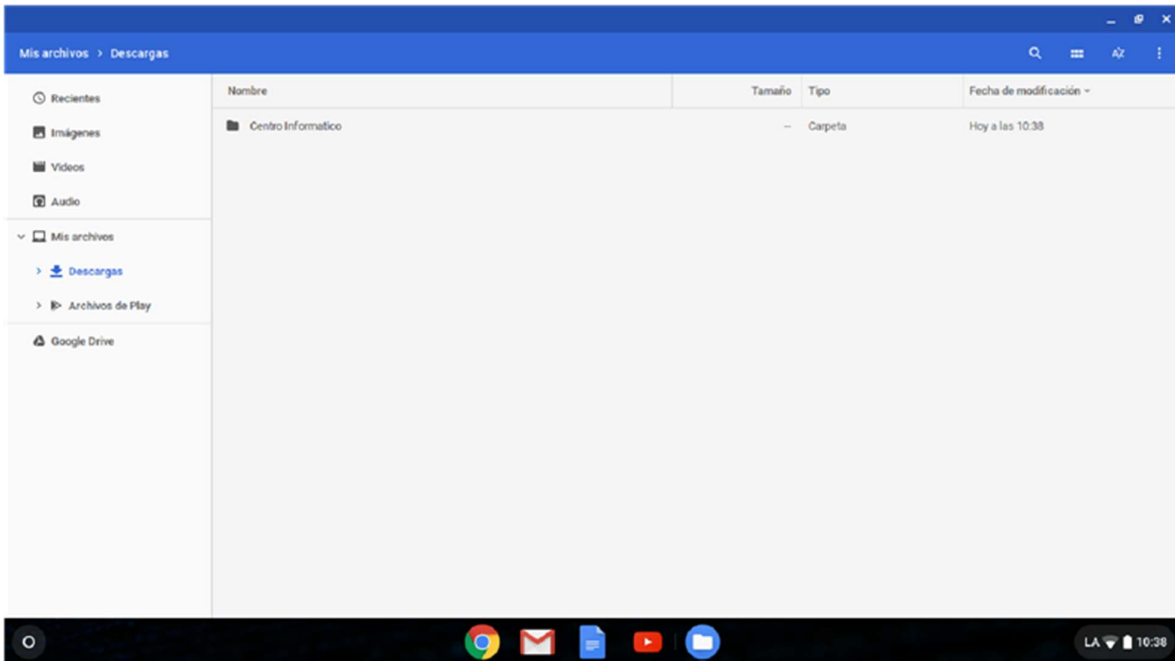 Mis archivos > Descargas
AZ
Recientes
Imágenes
Videos
Audio
Mis archivos
Descargas
Archivos de Play
Google Drive
Nombre Tamaño Tipo Fecha de modificación
Centro Informatico -- Carpeta Hoy a las 10:38
LA 10:38